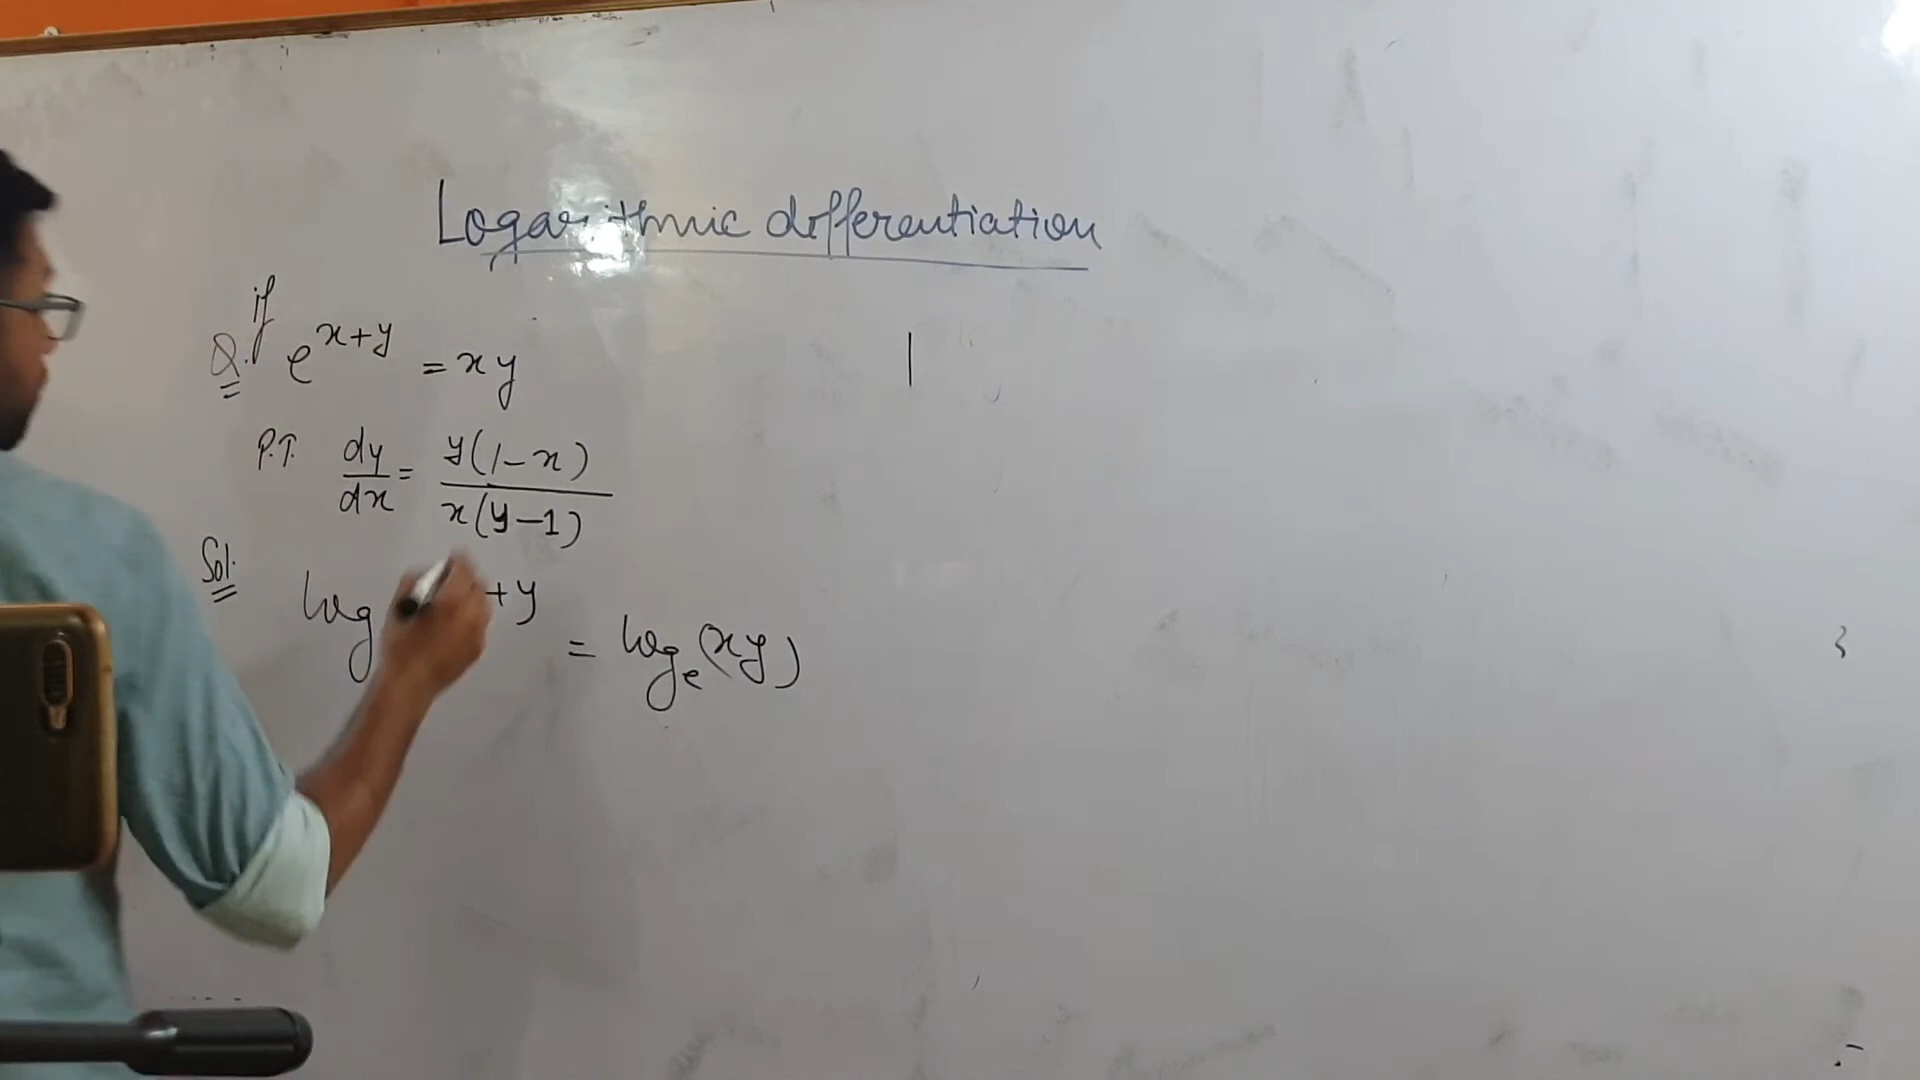 Logarithmic differentiation
Q. if e^{x+y} = xy
P.T. dy/dx = y(1-x)/x(y-1)
Sol. log +y = log_e(xy)